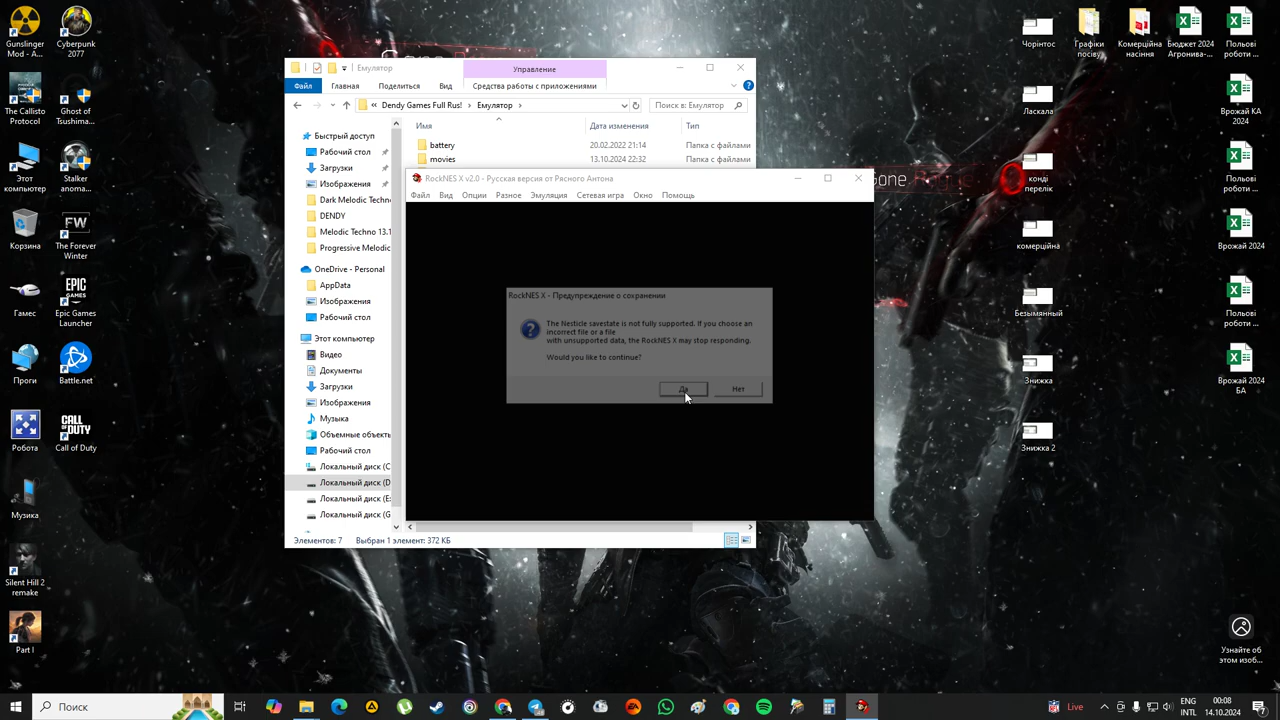 Gunslinger
Mod - A...
Cyberpunk
2077
The Callisto
Protocol
Ghost of
Tsushima...
Этот
компьютер
Stalker
anoma...
Корзина
The Forever
Winter
Гамес
Epic Games
Launcher
Проги
Battle.net
Робота
Call of Duty
Музика
Silent Hill 2
remake
Part I
Емулятор
Управление
Файл
Главная
Поделиться
Вид
Средства работы с приложениями
Dendy Games Full Rus!
Емулятор
Поиск в: Емулятор
Имя
Дата изменения
Тип
battery
20.02.2022 21:14
Папка с файлами
movies
13.10.2024 22:32
Папка с файлами
Быстрый доступ
Рабочий стол
Загрузки
Изображения
Dark Melodic Techn
DENDY
Melodic Techno 13.1
Progressive Melodic
OneDrive - Personal
AppData
Изображения
Рабочий стол
Этот компьютер
Видео
Документы
Загрузки
Изображения
Музыка
Объемные объекты
Рабочий стол
Локальный диск (C
Локальный диск (D
Локальный диск (E:
Локальный диск (G
Элементов: 7
Выбран 1 элемент: 372 КБ
RockNES X v2.0 - Русская версия от Рясного Антона
Файл
Вид
Опции
Разное
Эмуляция
Сетевая игра
Окно
Помощь
RockNES X - Предупреждение о сохранении
The Nesticle savestate is not fully supported. If you choose an
incorrect file or a file
with unsupported data, the RockNES X may stop responding.
Would you like to continue?
Да
Нет
Gone
Чорінтос
Графіки
посіву
Комерційна
насіння
Бюджет 2024
Агронива-...
Польові
роботи ...
Ласкала
Врожай КА
2024
конді
перелік
Польові
роботи ...
комерційна
Врожай 2024
Безымянный
Польові
роботи ...
Знижка
Врожай 2024
БА
Знижка 2
Узнайте об
этом изоб...
Поиск
Live
ENG
INTL
00:08
14.10.2024